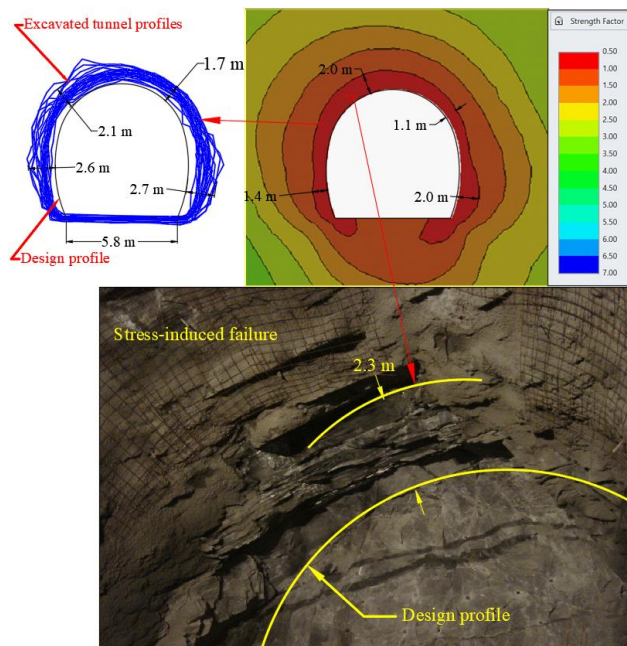 Excavated tunnel profiles
1.7 m
2.1 m
2.6 m
2.7 m
5.8 m
Design profile
2.0 m
1.1 m
1.4 m
2.0 m
Strength Factor
0.50
1.00
1.50
2.00
2.50
3.00
3.50
4.00
4.50
5.00
5.50
6.00
6.50
7.00
Stress-induced failure
2.3 m
Design profile